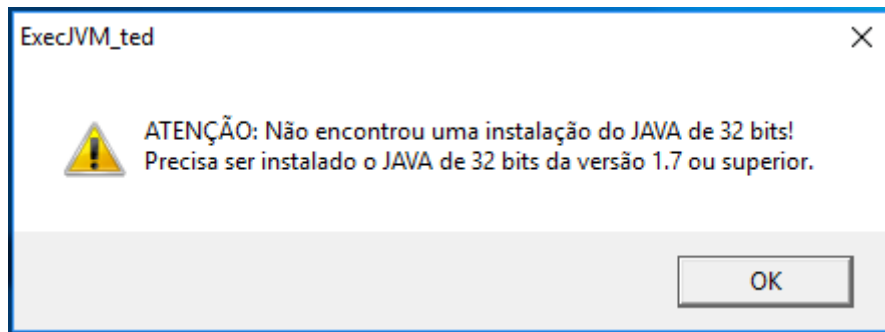 ExecJVM_ted
ATENÇÃO: Não encontrou uma instalação do JAVA de 32 bits!
Precisa ser instalado o JAVA de 32 bits da versão 1.7 ou superior.
OK